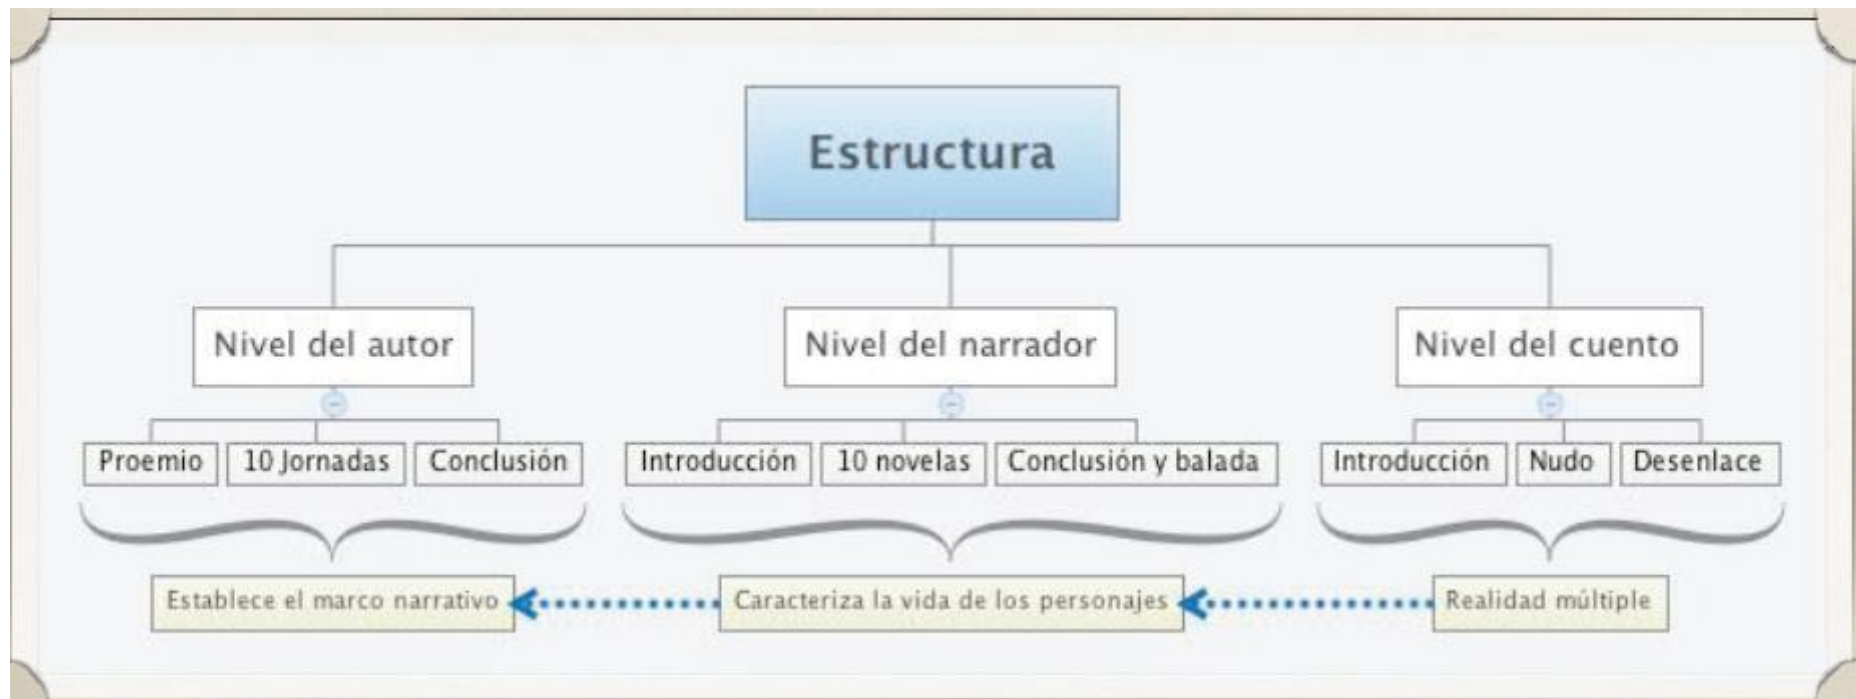 Estructura
Nivel del autor
Nivel del narrador
Nivel del cuento
Proemio
10 Jornadas
Conclusión
Introducción
10 novelas
Conclusión y balada
Introducción
Nudo
Desenlace
Establece el marco narrativo
Caracteriza la vida de los personajes
Realidad múltiple